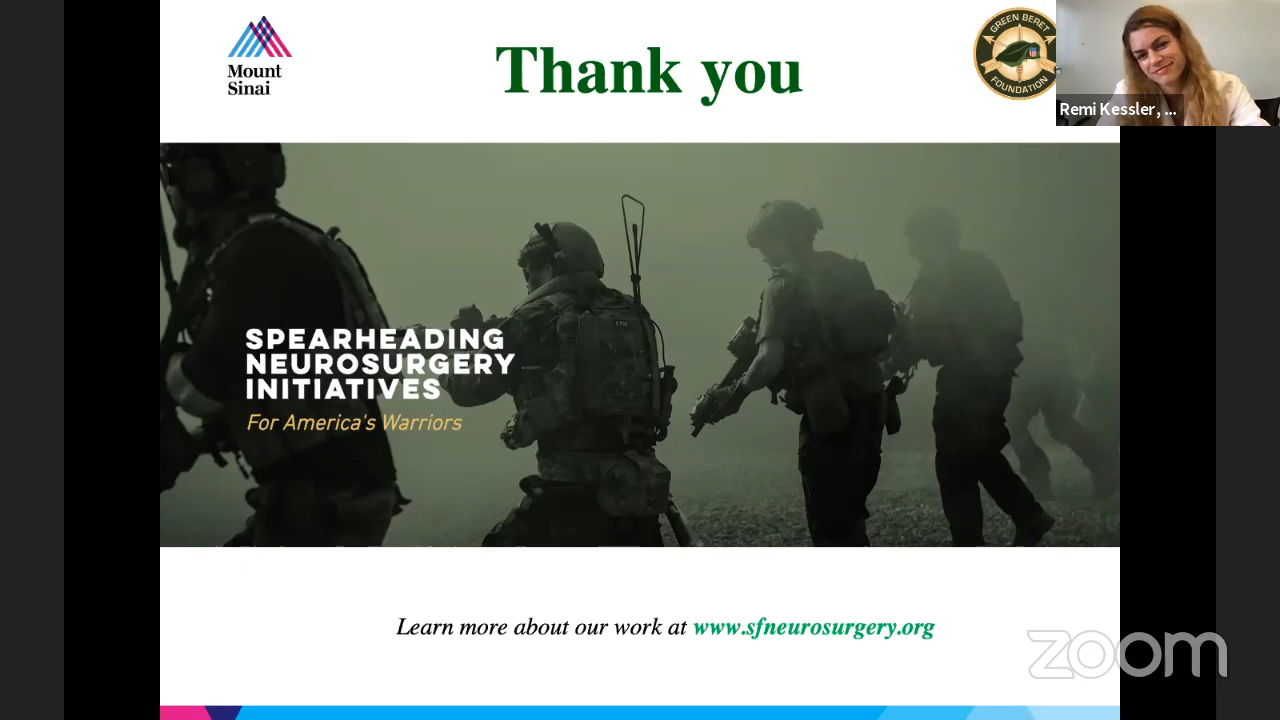 Mount
Sinai
Thank you
GREEN BERET
FOUNDATION
Remi Kessler, ...
SPEARHEADING
NEUROSURGERY
INITIATIVES
For America's Warriors
Learn more about our work at www.sfneurosurgery.org
zoom